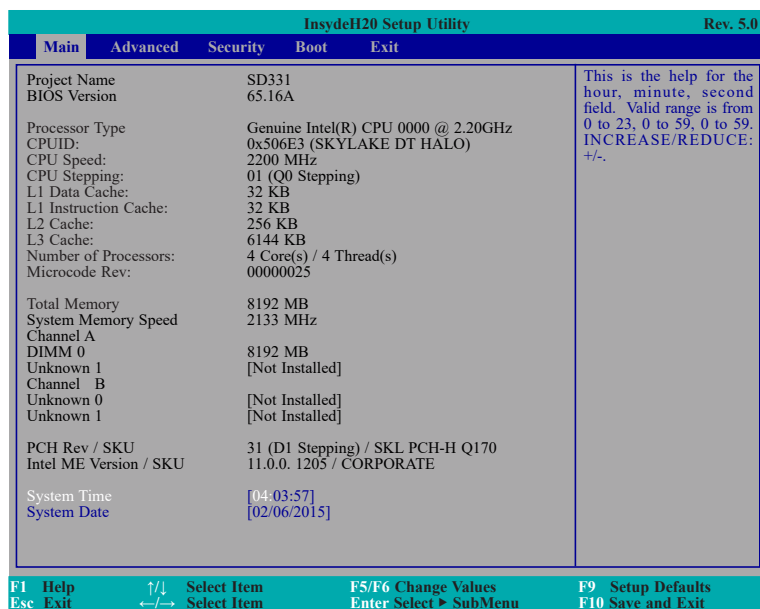 InsydeH20 Setup Utility Rev. 5.0
Main Advanced Security Boot Exit
Project Name SD331
BIOS Version 65.16A
Processor Type Genuine Intel(R) CPU 0000 @ 2.20GHz
CPUID: 0x506E3 (SKYLAKE DT HALO)
CPU Speed: 2200 MHz
CPU Stepping: 01 (Q0 Stepping)
L1 Data Cache: 32 KB
L1 Instruction Cache: 32 KB
L2 Cache: 256 KB
L3 Cache: 6144 KB
Number of Processors: 4 Core(s) / 4 Thread(s)
Microcode Rev: 00000025
Total Memory 8192 MB
System Memory Speed 2133 MHz
Channel A
DIMM 0 8192 MB
Unknown 1 [Not Installed]
Channel B
Unknown 0 [Not Installed]
Unknown 1 [Not Installed]
PCH Rev / SKU 31 (D1 Stepping) / SKL PCH-H Q170
Intel ME Version / SKU 11.0.0. 1205 / CORPORATE
System Time [04:03:57]
System Date [02/06/2015]
This is the help for the
hour, minute, second
field. Valid range is from
0 to 23, 0 to 59, 0 to 59.
INCREASE/REDUCE:
+/-.
F1 Help ↑/↓ Select Item F5/F6 Change Values F9 Setup Defaults
Esc Exit ←/→ Select Item Enter Select ▶ SubMenu F10 Save and Exit